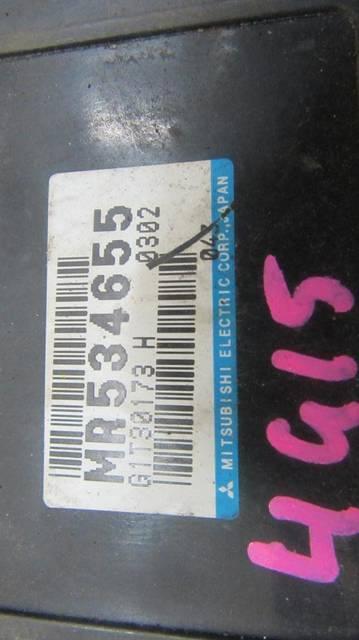 MR534655
G1T30173 H 0302
04
MITSUBISHI ELECTRIC CORP. JAPAN
4G15